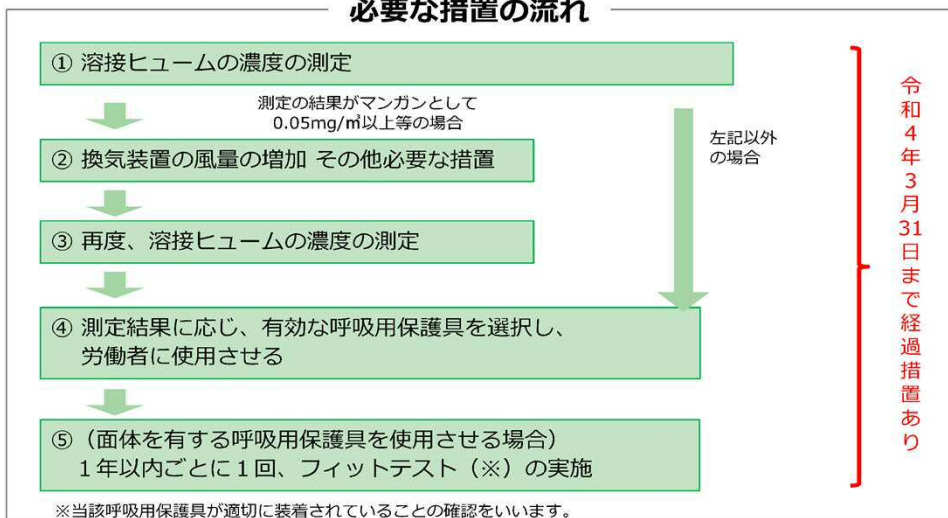 必要な措置の流れ
① 溶接ヒュームの濃度の測定
測定の結果がマンガンとして
0.05mg/㎥以上等の場合
左記以外
の場合
② 換気装置の風量の増加 その他必要な措置
③ 再度、溶接ヒュームの濃度の測定
④ 測定結果に応じ、有効な呼吸用保護具を選択し、
労働者に使用させる
⑤（面体を有する呼吸用保護具を使用させる場合）
１年以内ごとに１回、フィットテスト（※）の実施
※当該呼吸用保護具が適切に装着されていることの確認をいいます。
令和４年３月31日まで経過措置あり